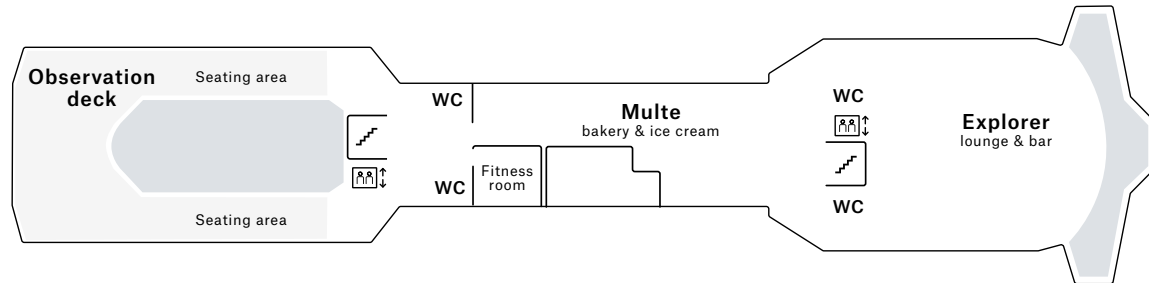 Observation
deck
Seating area
Seating area
WC
WC
Fitness
room
Multe
bakery & ice cream
WC
WC
Explorer
lounge & bar